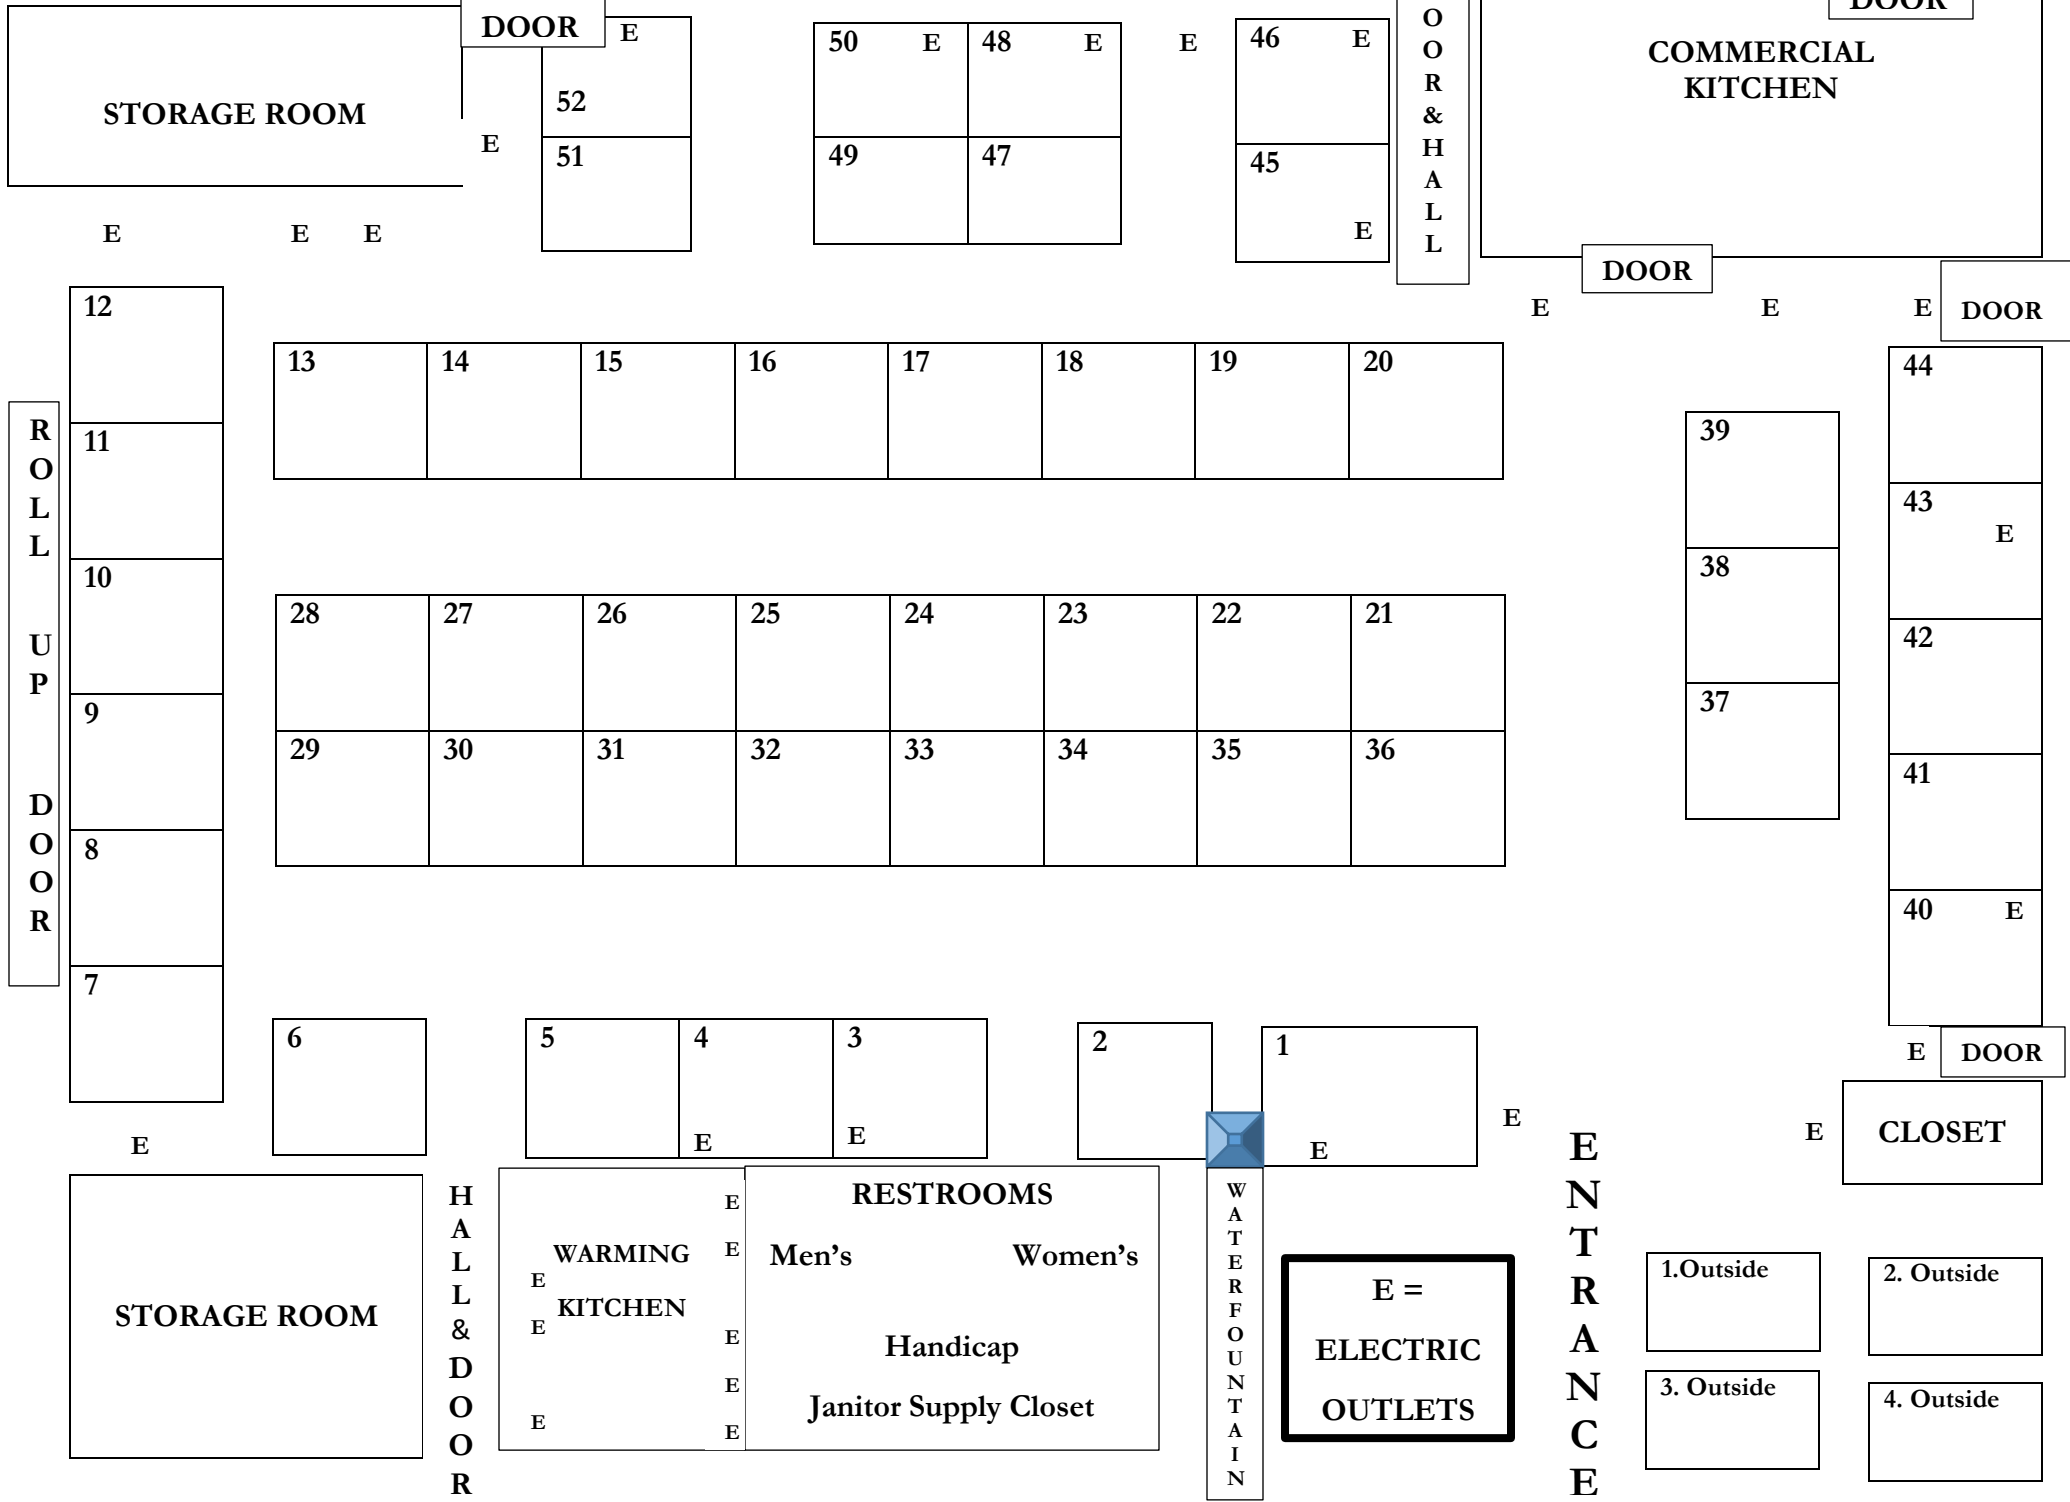 DOOR
DOOR
STORAGE ROOM
E
E
52
51
50 E
48 E
49
47
E
46 E
45
E
O
O
R
&
H
A
L
L
COMMERCIAL
KITCHEN
DOOR
E
E
E
DOOR
E
E
E
12
11
10
9
8
7
R
O
L
L
U
P
D
O
O
R
13
14
15
16
17
18
19
20
28
27
26
25
24
23
22
21
29
30
31
32
33
34
35
36
39
38
37
44
43
E
42
41
40 E
E
DOOR
E
CLOSET
6
5
4
E
3
E
2
1
E
E
E
STORAGE ROOM
H
A
L
L
&
D
O
O
R
WARMING
KITCHEN
E
E
E
E
E
E
E
E
RESTROOMS
Men's Women's
Handicap
Janitor Supply Closet
W
A
T
E
R
F
O
U
N
T
A
I
N
E =
ELECTRIC
OUTLETS
E
N
T
R
A
N
C
E
1.Outside
2. Outside
3. Outside
4. Outside